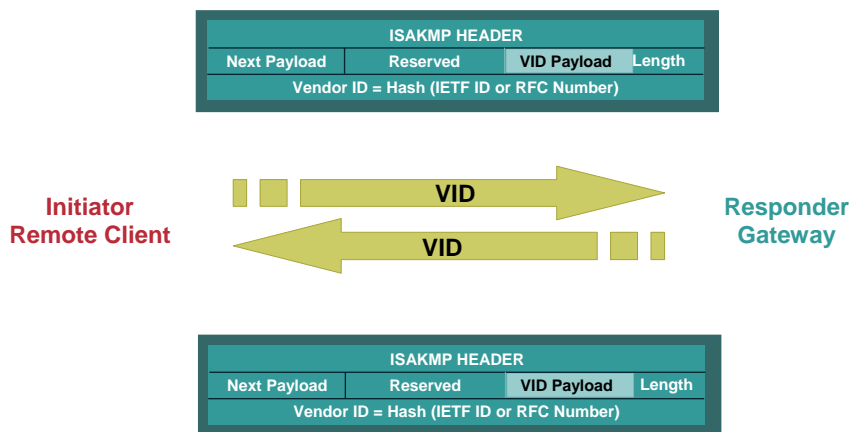 ISAKMP HEADER
Next Payload Reserved VID Payload Length
Vendor ID = Hash (IETF ID or RFC Number)
VID
Initiator
Remote Client
Responder
Gateway
VID
ISAKMP HEADER
Next Payload Reserved VID Payload Length
Vendor ID = Hash (IETF ID or RFC Number)